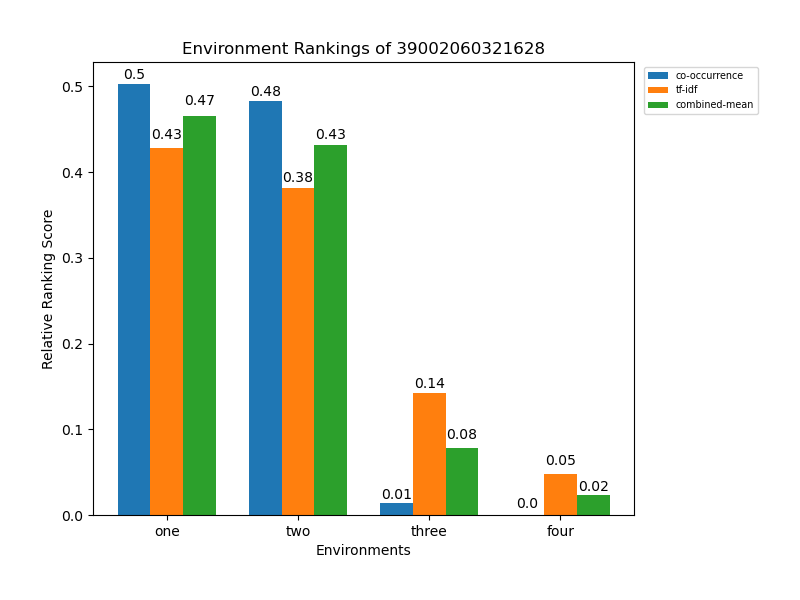 Environment Rankings of 39002060321628
co-occurrence
tf-idf
combined-mean
0.5
0.43
0.47
0.48
0.38
0.43
0.01
0.14
0.08
0.0
0.05
0.02
Relative Ranking Score
0.5
0.4
0.3
0.2
0.1
0.0
one
two
three
four
Environments